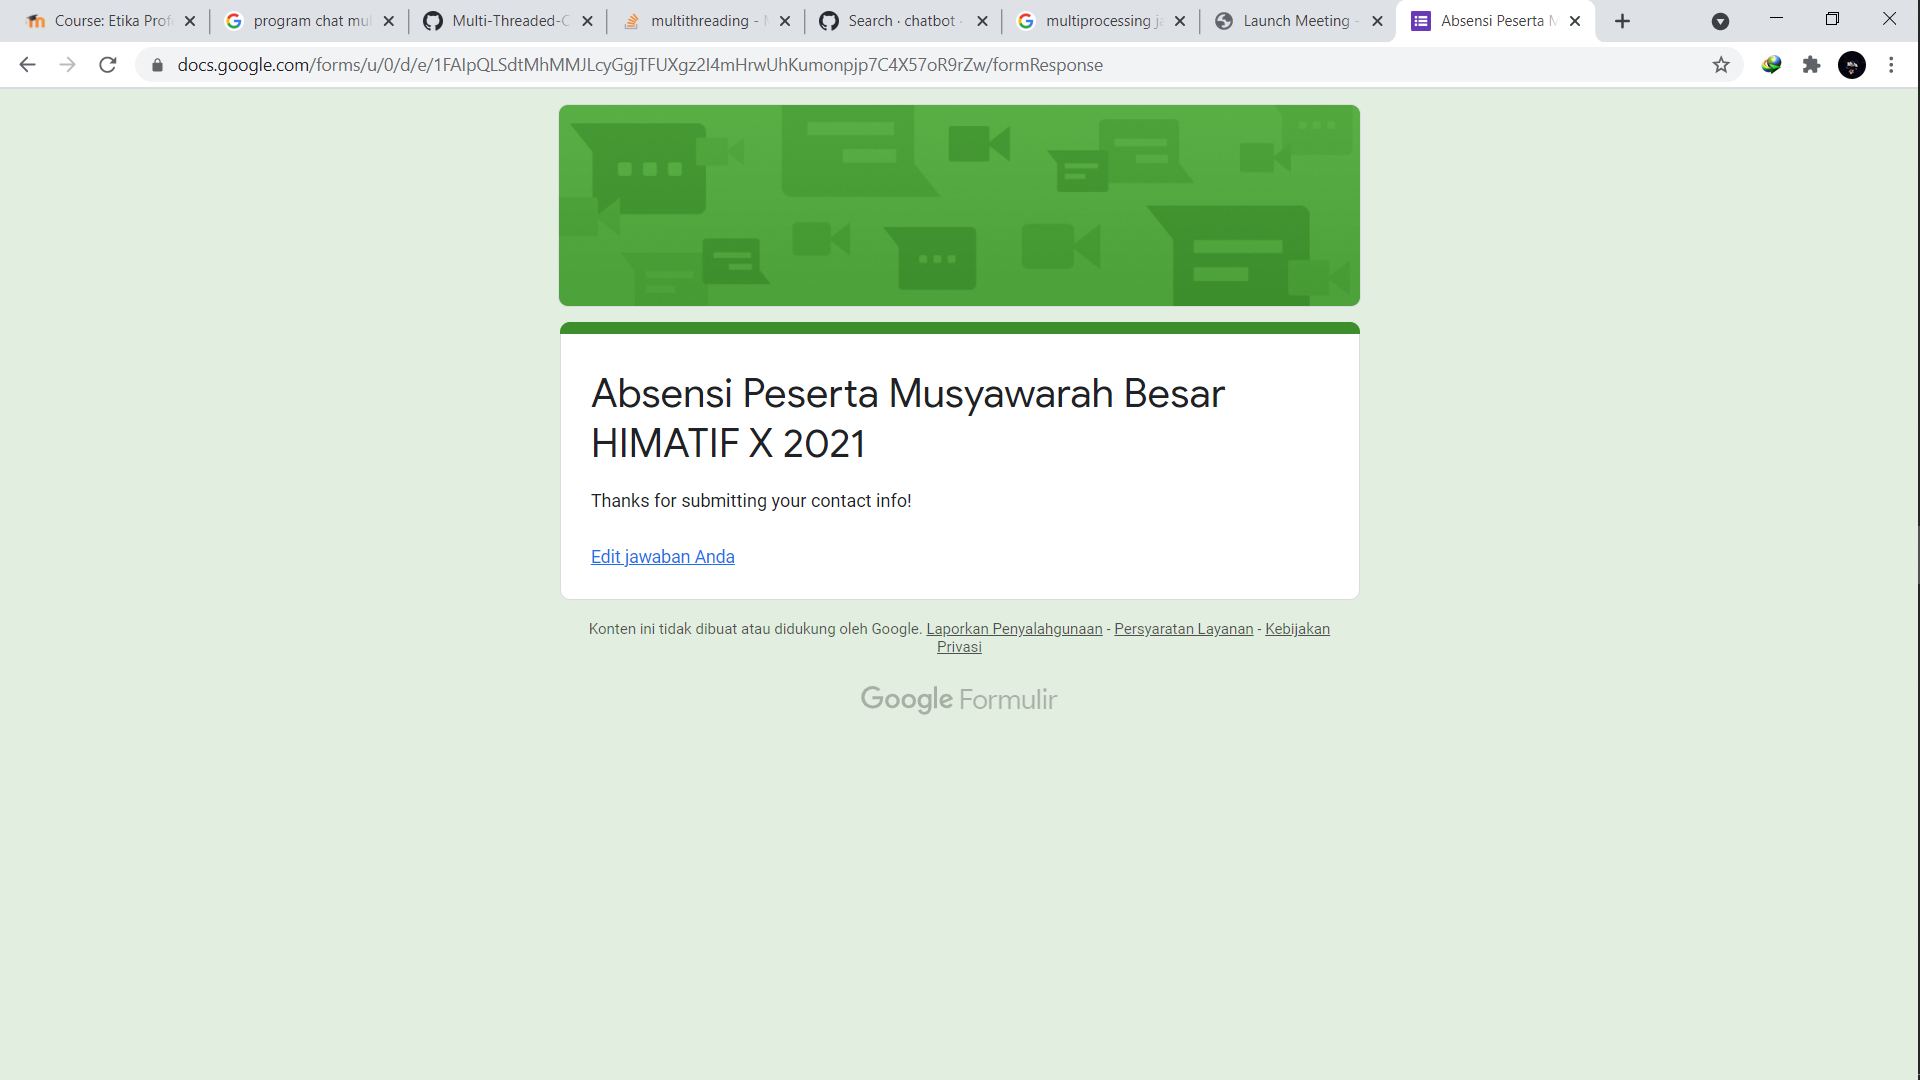 Course: Etika Prof
program chat mul
Multi-Threaded-C
multithreading -
Search · chatbot ·
multiprocessing ja
Launch Meeting -
Absensi Peserta M
docs.google.com/forms/u/0/d/e/1FAIpQLSdtMhMMJLcyGgjTFUXgz2I4mHrwUhKumonpjp7C4X57oR9rZw/formResponse
Absensi Peserta Musyawarah Besar
HIMATIF X 2021
Thanks for submitting your contact info!
Edit jawaban Anda
Konten ini tidak dibuat atau didukung oleh Google. Laporkan Penyalahgunaan - Persyaratan Layanan - Kebijakan
Privasi
Google Formulir